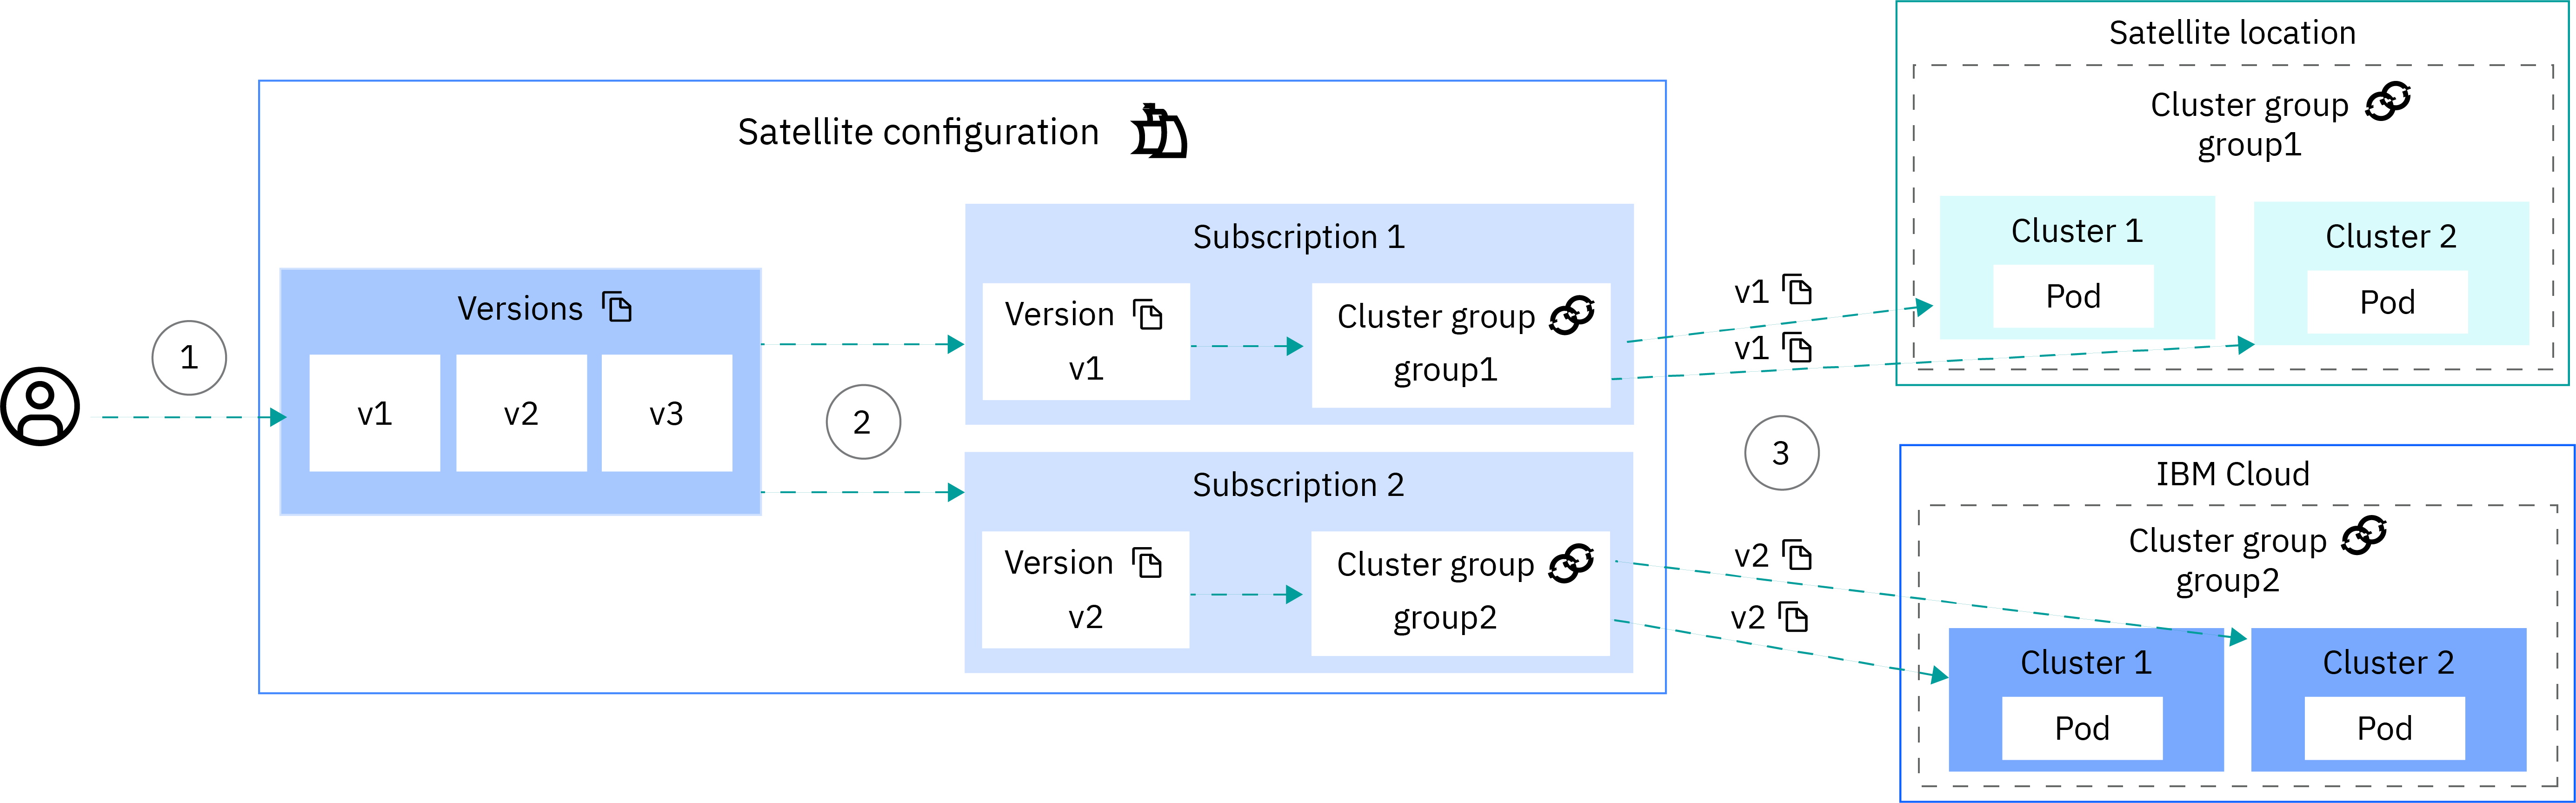 1
Satellite configuration
Versions
v1
v2
v3
2
Subscription 1
Version
v1
Cluster group
group1
Subscription 2
Version
v2
Cluster group
group2
v1
v1
3
v2
v2
Satellite location
Cluster group
group1
Cluster 1
Pod
Cluster 2
Pod
IBM Cloud
Cluster group
group2
Cluster 1
Pod
Cluster 2
Pod